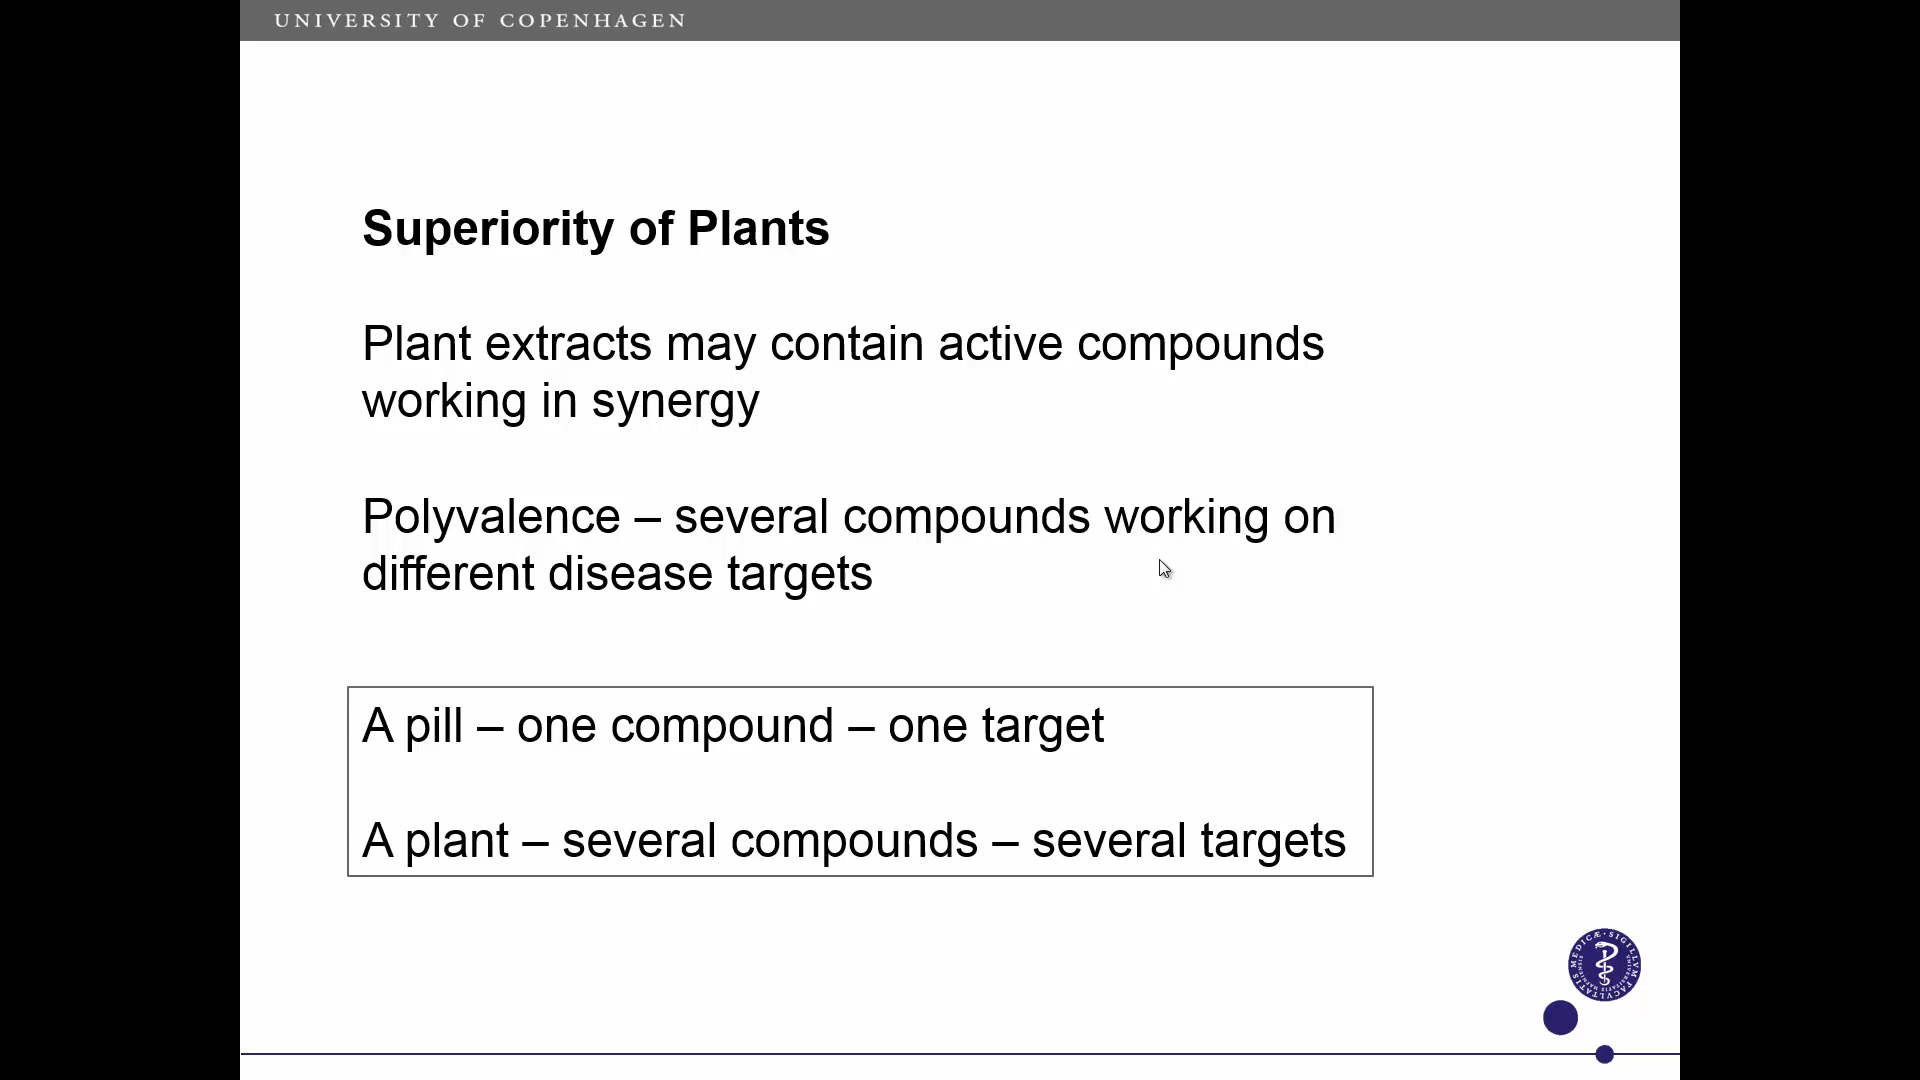 UNIVERSITY OF COPENHAGEN
Superiority of Plants
Plant extracts may contain active compounds
working in synergy
Polyvalence – several compounds working on
different disease targets
A pill – one compound – one target
A plant – several compounds – several targets